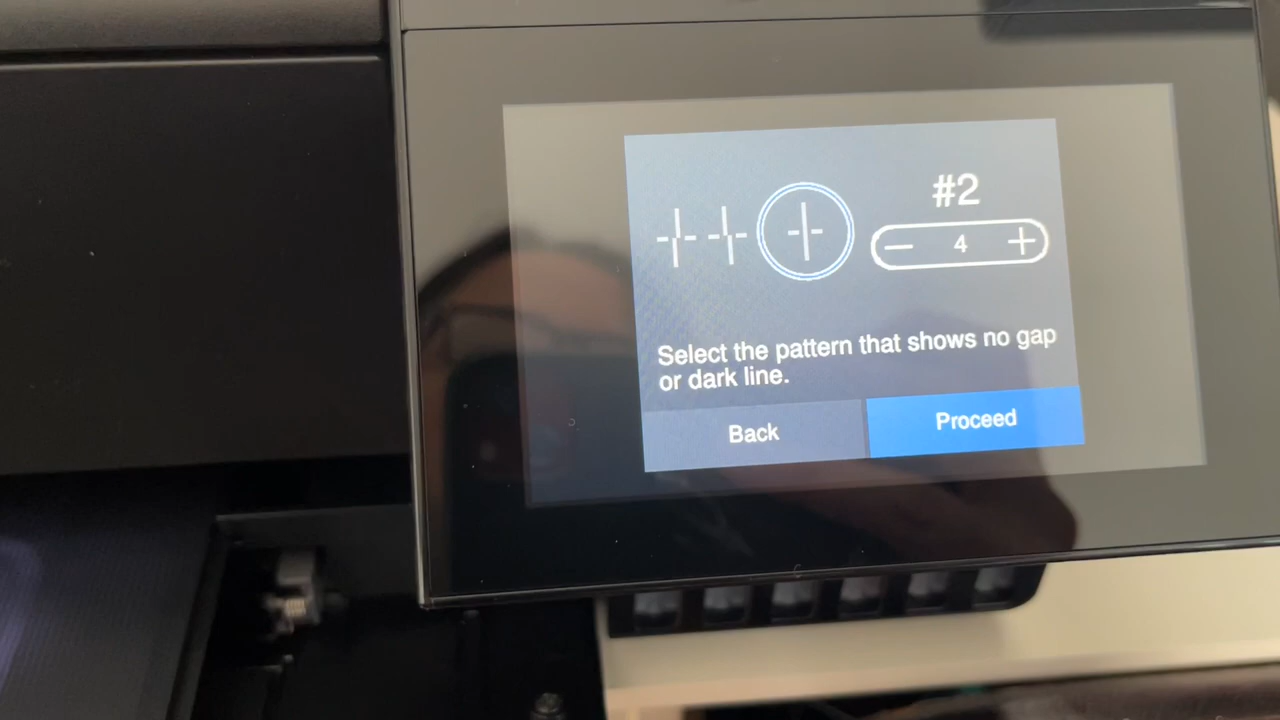 #2
− 4 +
Select the pattern that shows no gap
or dark line.
Back
Proceed